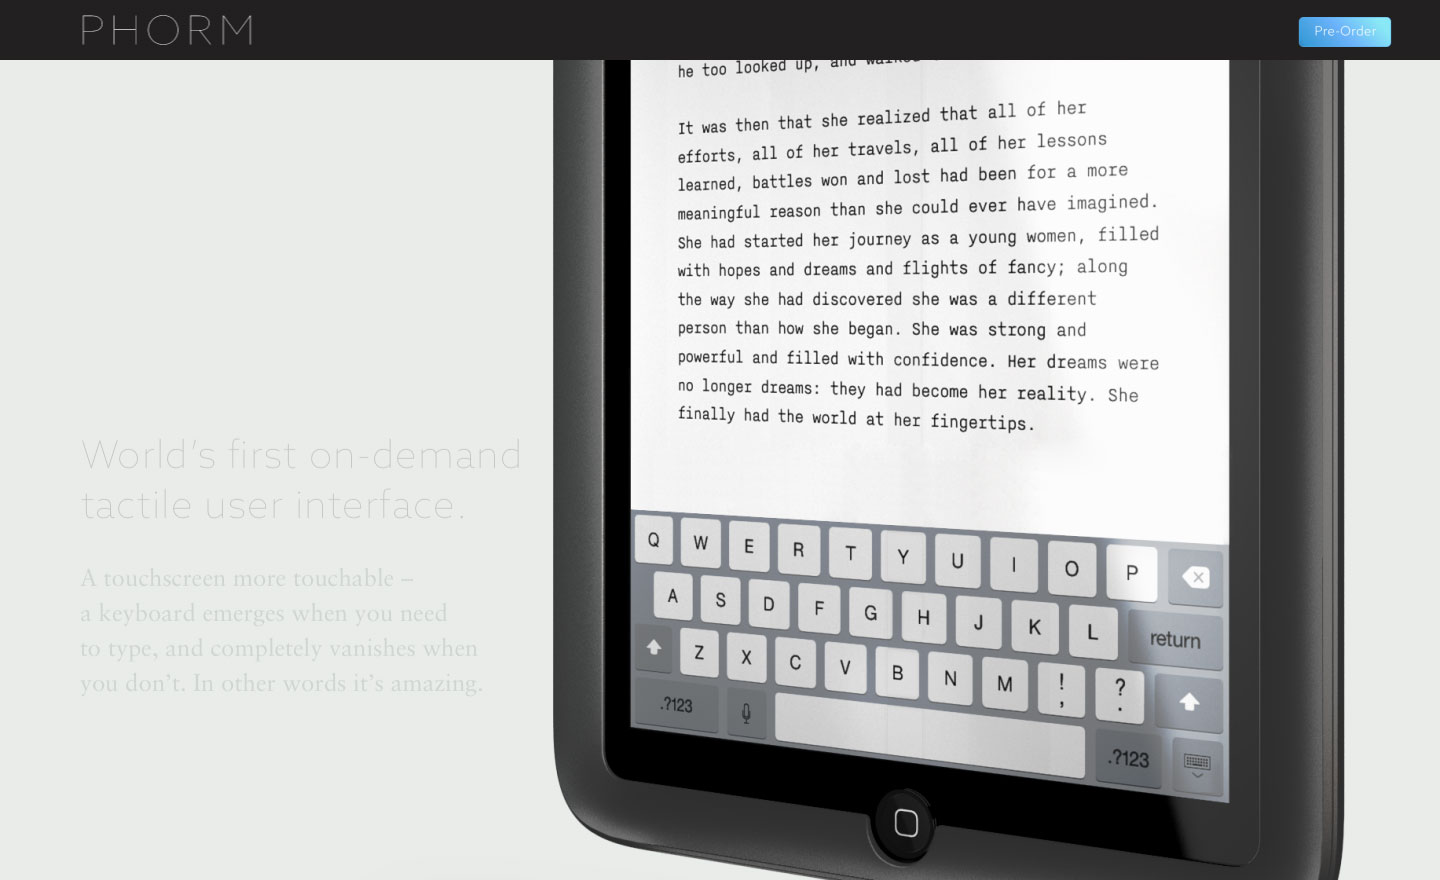 PHORM
Pre-Order
he too looked up, and walked
It was then that she realized that all of her
efforts, all of her travels, all of her lessons
learned, battles won and lost had been for a more
meaningful reason than she could ever have imagined.
She had started her journey as a young women, filled
with hopes and dreams and flights of fancy; along
the way she had discovered she was a different
person than how she began. She was strong and
powerful and filled with confidence. Her dreams were
no longer dreams: they had become her reality. She
finally had the world at her fingertips.
World's first on-demand
tactile user interface.
A touchscreen more touchable –
a keyboard emerges when you need
to type, and completely vanishes when
you don't. In other words it's amazing.
Q W E R T Y U I O P
A S D F G H J K L return
Z X C V B N M ! , ? .
.?123 .?123